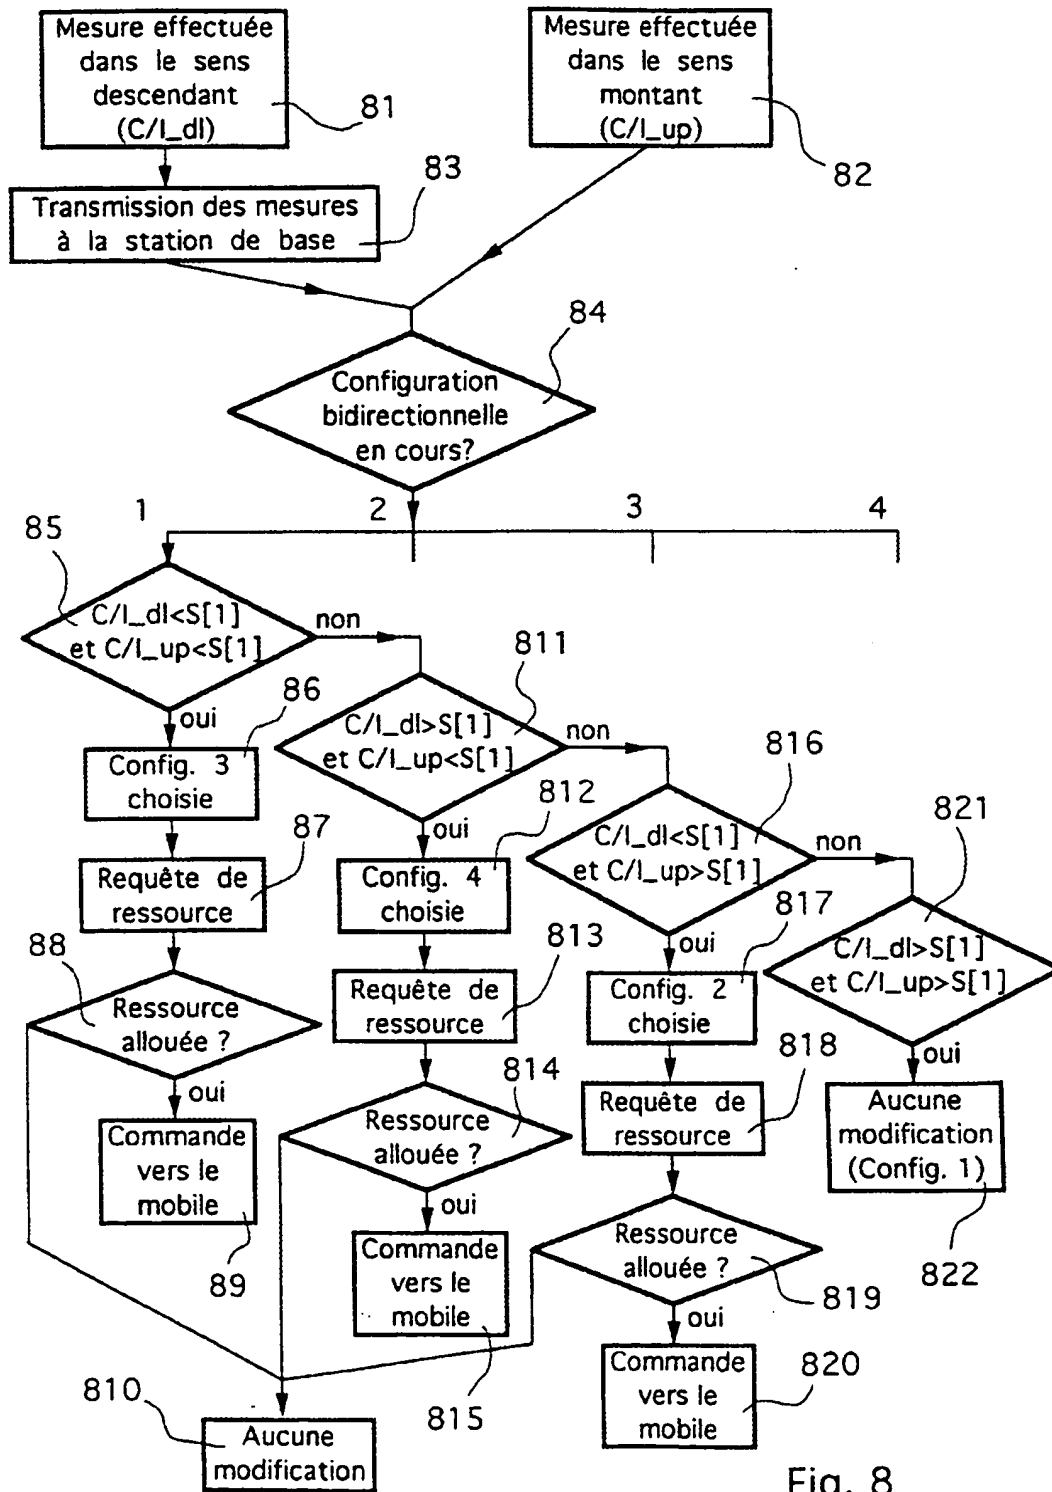 Mesure effectuée
dans le sens
descendant
(C/I_dl)
81
Mesure effectuée
dans le sens
montant
(C/I_up)
82
83
Transmission des mesures
à la station de base
84
Configuration
bidirectionnelle
en cours?
1
2
3
4
85
C/I_dl<S[1]
et C/I_up<S[1]
non
oui
811
C/I_dl>S[1]
et C/I_up<S[1]
non
oui
816
C/I_dl<S[1]
et C/I_up>S[1]
non
oui
821
C/I_dl>S[1]
et C/I_up>S[1]
oui
86
Config. 3
choisie
87
Requête de
ressource
88
Ressource
allouée ?
oui
Commande
vers le
mobile
89
812
Config. 4
choisie
813
Requête de
ressource
814
Ressource
allouée ?
oui
Commande
vers le
mobile
815
817
Config. 2
choisie
818
Requête de
ressource
Ressource
allouée ?
819
oui
Commande
vers le
mobile
820
Aucune
modification
(Config. 1)
822
810
Aucune
modification
Fig. 8